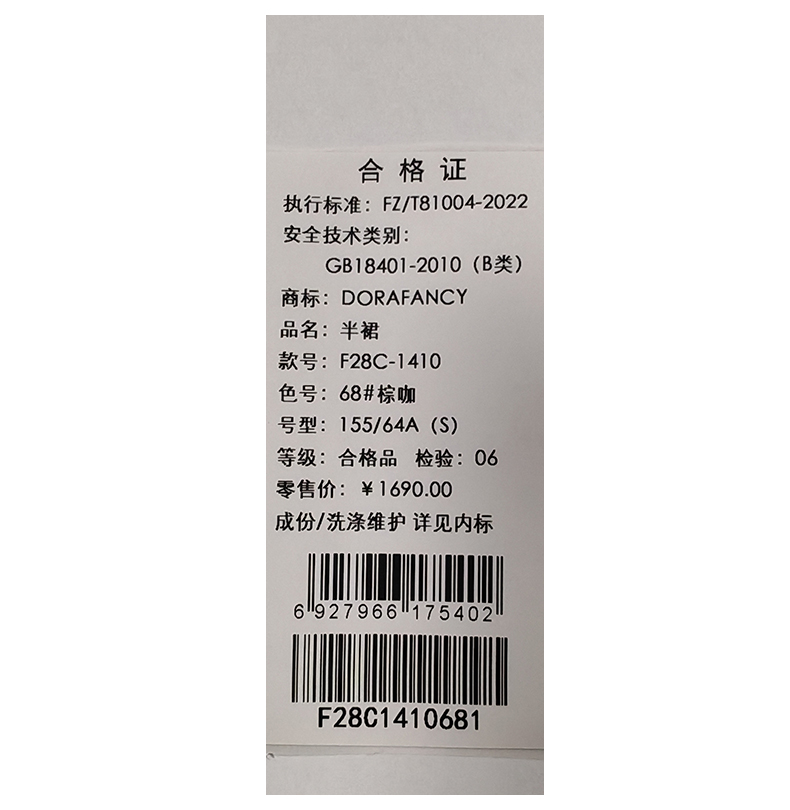 合格证
执行标准：FZ/T81004-2022
安全技术类别：
GB18401-2010（B类）
商标：DORAFANCY
品名：半裙
款号：F28C-1410
色号：68#棕咖
号型：155/64A（S）
等级：合格品 检验：06
零售价：￥1690.00
成份/洗涤维护 详见内标
6 927966 175402
F28C1410681